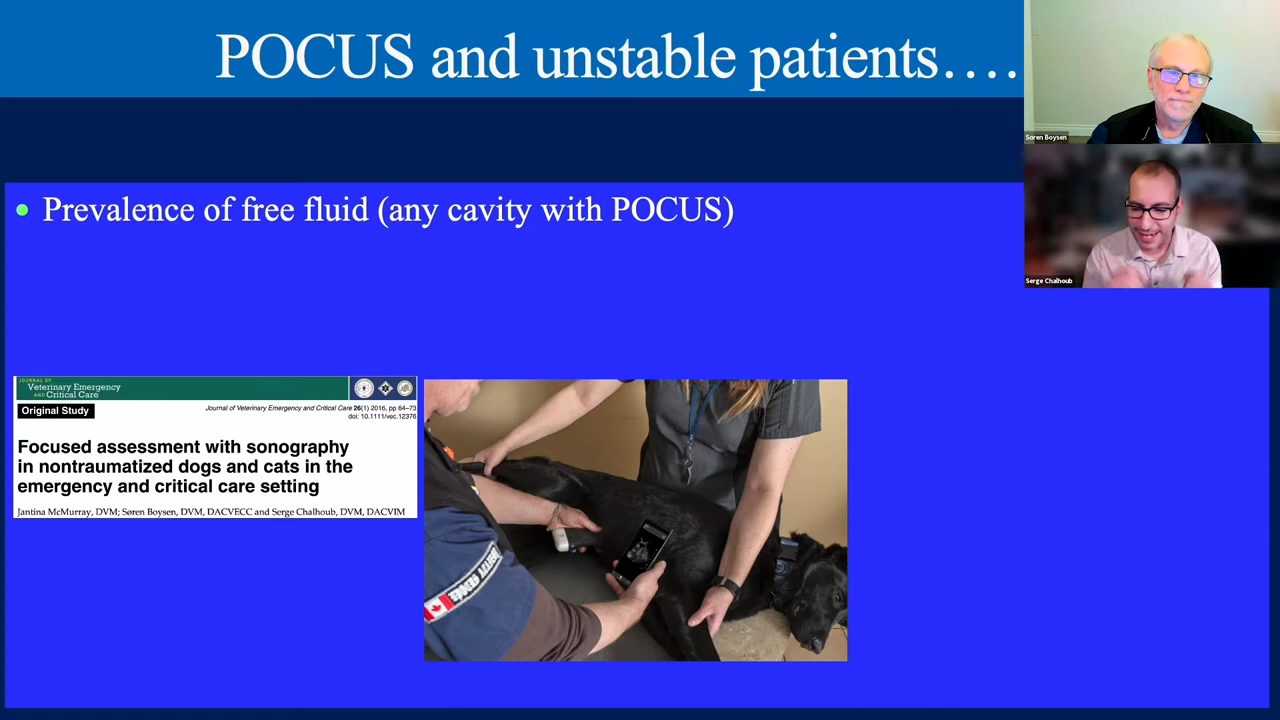 POCUS and unstable patients….
Soren Boysen
Serge Chalhoub
• Prevalence of free fluid (any cavity with POCUS)
JOURNAL OF
Veterinary Emergency
AND Critical Care
Original Study
Journal of Veterinary Emergency and Critical Care 26(1) 2016, pp 64–73
doi: 10.1111/vec.12376
Focused assessment with sonography
in nontraumatized dogs and cats in the
emergency and critical care setting
Jantina McMurray, DVM; Søren Boysen, DVM, DACVECC and Serge Chalhoub, DVM, DACVIM